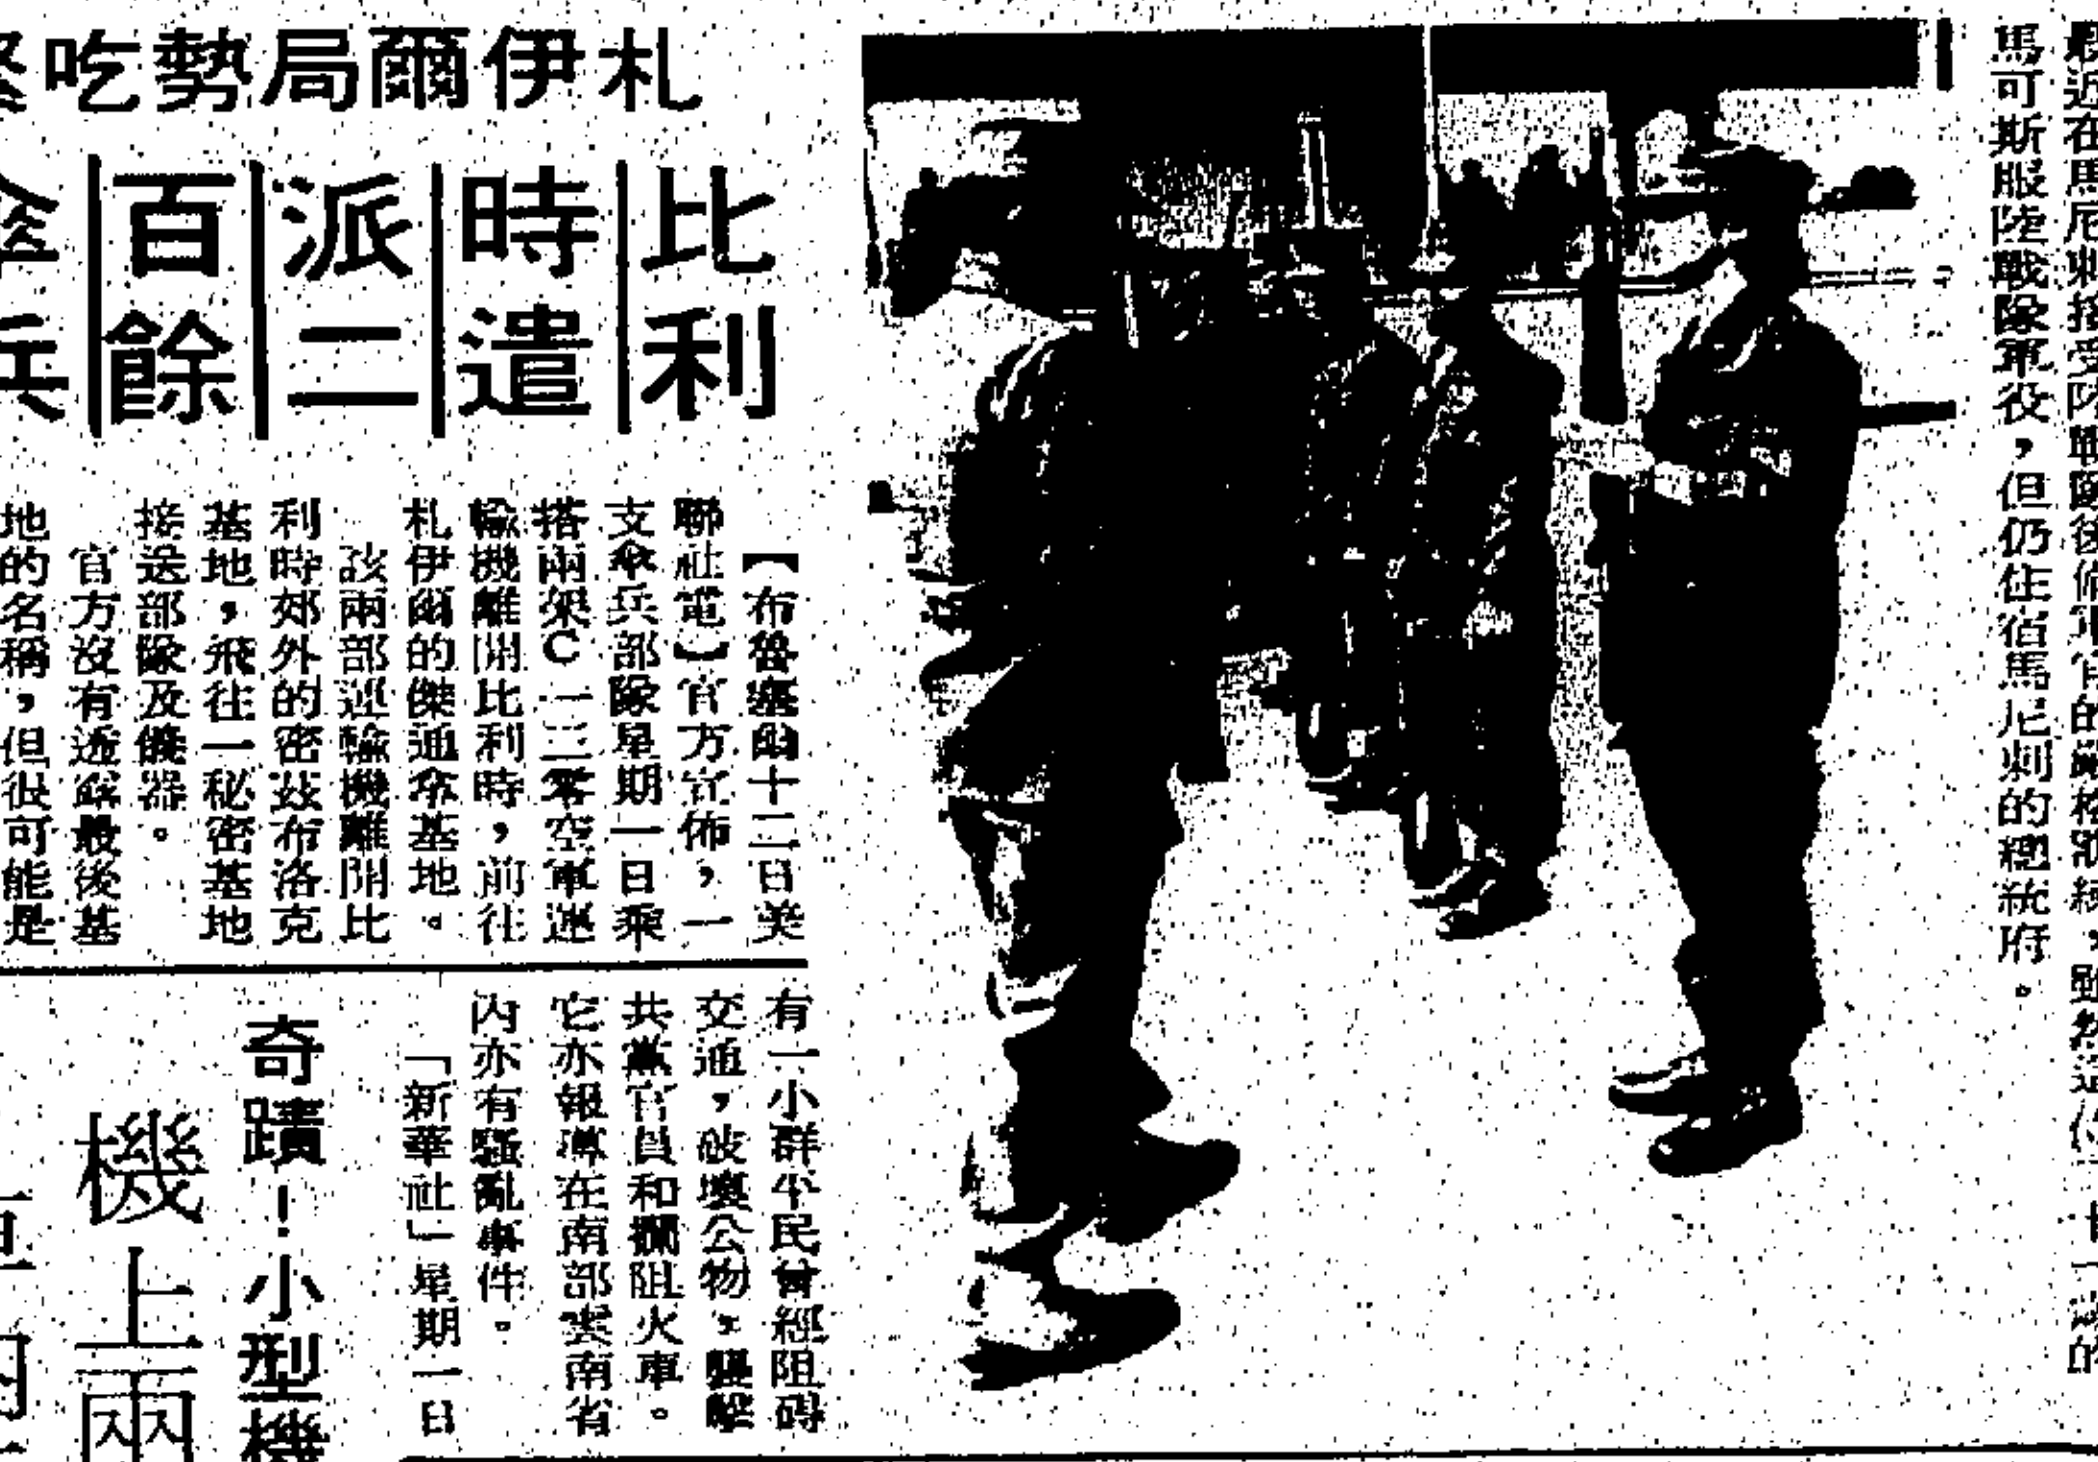 馬可斯服陸戰隊軍役，但仍住宿馬尼刺的總統府。
札伊爾局勢吃緊
比利
時遣
派二
百餘
傘兵
【布魯塞爾十二日美
聯社電】官方宣佈，一
支傘兵部隊星期一日乘
搭兩架C一三零空軍運
輸機離開比利時，前往
札伊爾的傑通傘基地。
該兩部運輸機離開比
利時郊外的密茲布洛克
基地，飛往一秘密基地
接送部隊及儀器。
官方沒有透露最後基
地的名稱，但很可能是
有一小群平民曾經阻碍
交通，破壞公物，襲擊
共黨官員和攔阻火車。
它亦報導在南部雲南省
內亦有騷亂事件。
「新華社」星期一日
奇蹟！小型機
機上兩